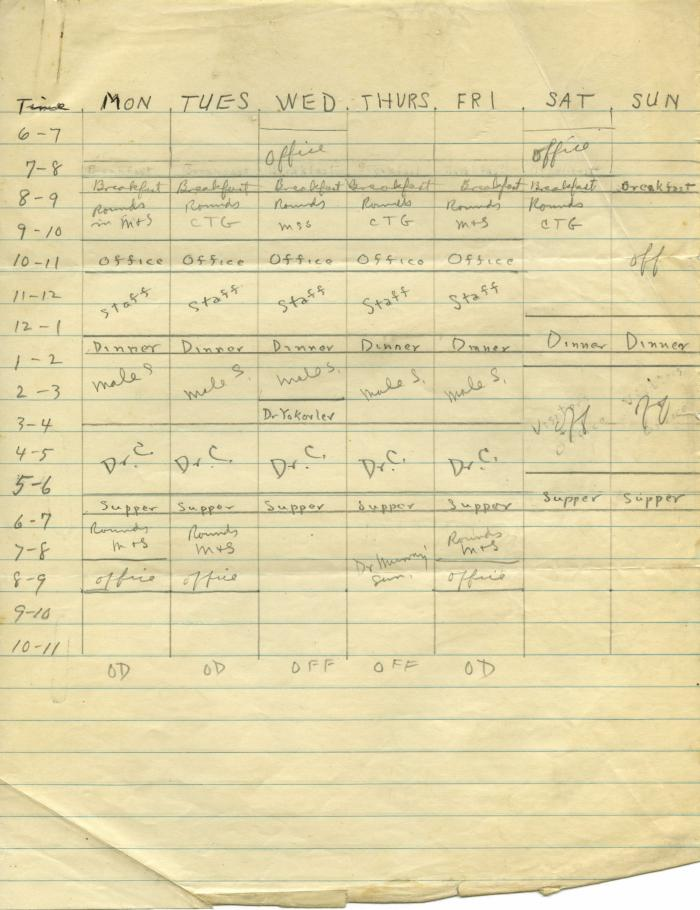 Time MON TUES WED THURS FRI SAT SUN
6-7
Office Office
7-8
Breakfast Breakfast Breakfast Breakfast Breakfast Breakfast Breakfast
8-9
Rounds Rounds Rounds Rounds Rounds Rounds
in M+S CTG M+S CTG M+S CTG
9-10
10-11 Office Office Office Office Office off
11-12 Staff Staff Staff Staff Staff
12-1
Dinner Dinner Dinner Dinner Dinner Dinner Dinner
1-2
Male S Male S. Male S. Male S. Male S.
2-3
Dr Yakovlev
3-4 Off Off
4-5 Dr C. Dr C. Dr C. Dr C. Dr C.
5-6
Supper Supper Supper Supper Supper Supper Supper
6-7
Rounds Rounds Rounds
M+S M+S M+S
7-8
Dr Murray
Sem.
8-9 Office Office Office
9-10
10-11
OD OD OFF OFF OD